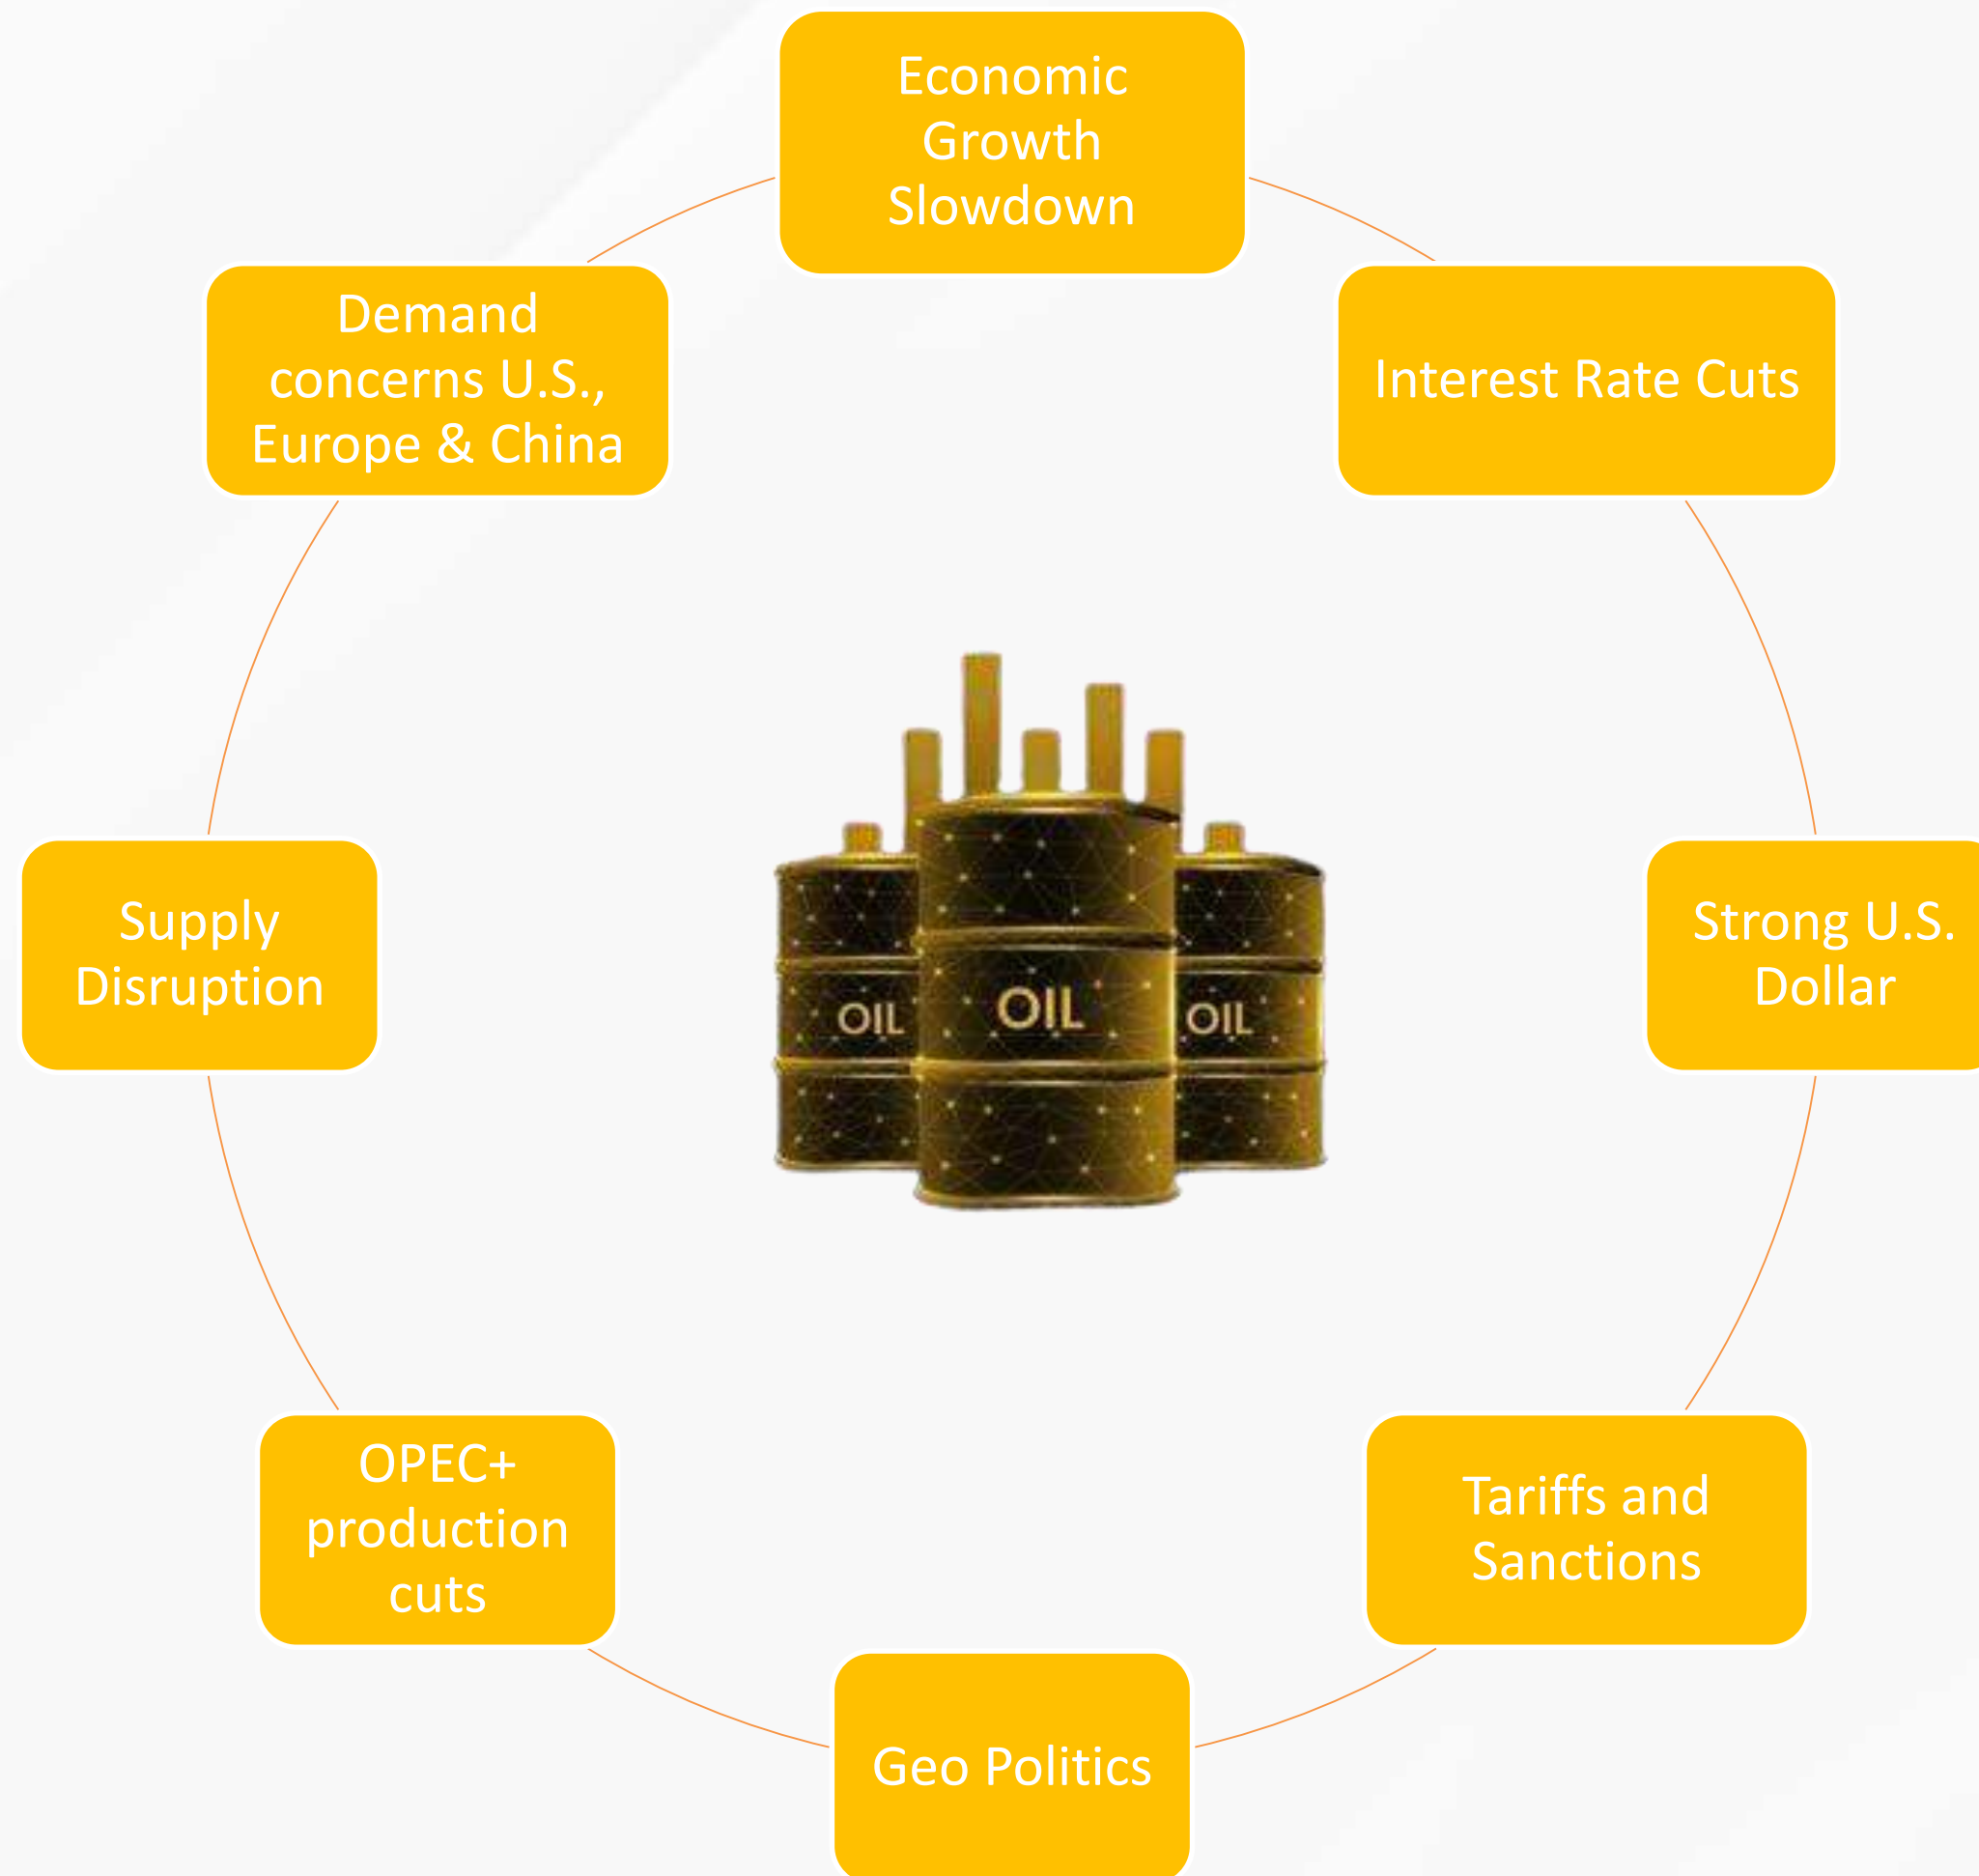 Economic
Growth
Slowdown
Interest Rate Cuts
Strong U.S.
Dollar
Tariffs and
Sanctions
Geo Politics
OPEC+
production
cuts
Supply
Disruption
Demand
concerns U.S.,
Europe & China
OIL
OIL
OIL